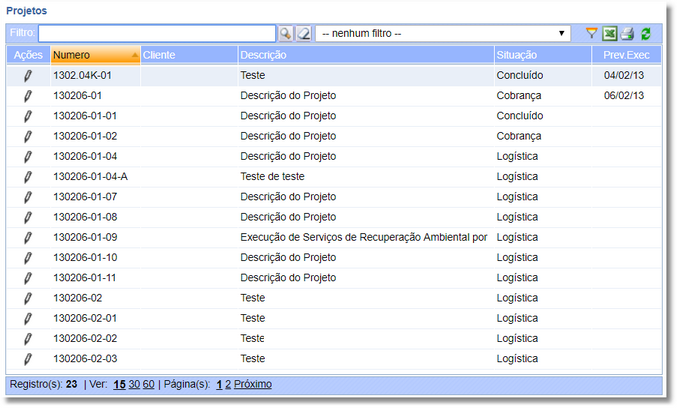 Projetos
Filtro: -- nenhum filtro --
Ações Numero Cliente Descrição Situação Prev.Exec
1302.04K-01 Teste Concluído 04/02/13
130206-01 Descrição do Projeto Cobrança 06/02/13
130206-01-01 Descrição do Projeto Concluído
130206-01-02 Descrição do Projeto Cobrança
130206-01-04 Descrição do Projeto Logística
130206-01-04-A Teste de teste Logística
130206-01-07 Descrição do Projeto Logística
130206-01-08 Descrição do Projeto Logística
130206-01-09 Execução de Serviços de Recuperação Ambiental por Logística
130206-01-10 Descrição do Projeto Logística
130206-01-11 Descrição do Projeto Logística
130206-02 Teste Logística
130206-02-01 Teste Logística
130206-02-02 Teste Logística
130206-02-03 Teste Logística
Registro(s): 23 | Ver: 15 30 60 | Página(s): 1 2 Próximo